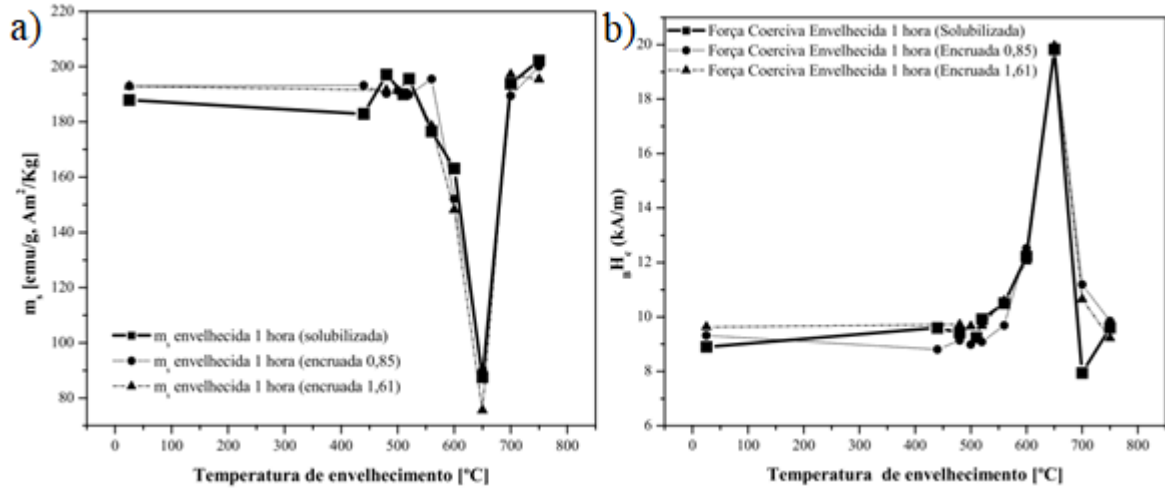 a)
220
200
180
160
140
120
100
80
m_s [emu/g, Am²/Kg]
m_s envelhecida 1 hora (solubilizada)
m_s envelhecida 1 hora (encruada 0,85)
m_s envelhecida 1 hora (encruada 1,61)
0 100 200 300 400 500 600 700 800
Temperatura de envelhecimento [ºC]
b)
20
18
16
14
12
10
8
6
_BH_c (kA/m)
Força Coerciva Envelhecida 1 hora (Solubilizada)
Força Coerciva Envelhecida 1 hora (Encruada 0,85)
Força Coerciva Envelhecida 1 hora (Encruada 1,61)
0 100 200 300 400 500 600 700 800
Temperatura de envelhecimento [ºC]